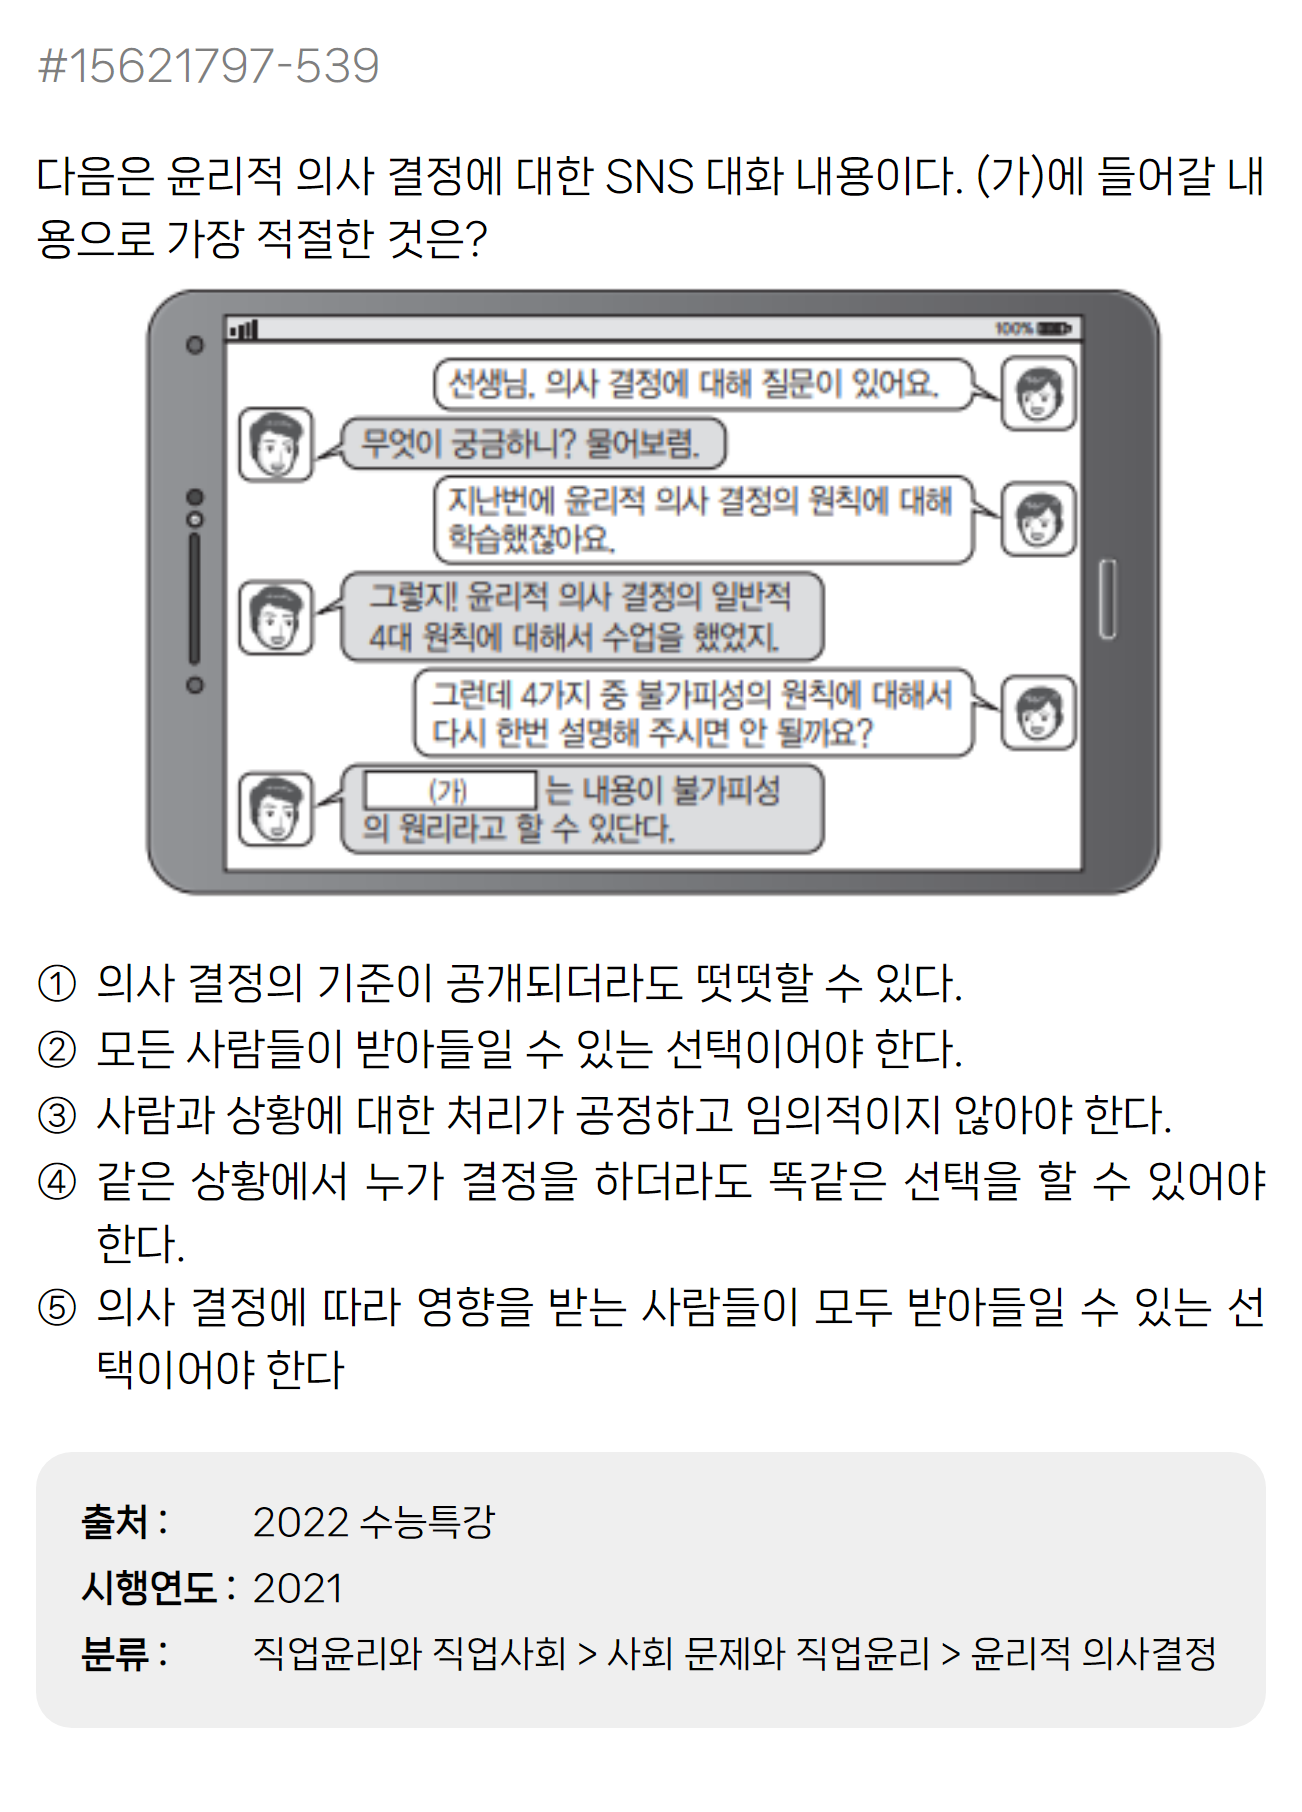 #15621797-539
다음은 윤리적 의사 결정에 대한 SNS 대화 내용이다. (가)에 들어갈 내
용으로 가장 적절한 것은?
100%
선생님, 의사 결정에 대해 질문이 있어요.
무엇이 궁금하니? 물어보렴.
지난번에 윤리적 의사 결정의 원칙에 대해
학습했잖아요.
그렇지! 윤리적 의사 결정의 일반적
4대 원칙에 대해서 수업을 했었지.
그런데 4가지 중 불가피성의 원칙에 대해서
다시 한번 설명해 주시면 안 될까요?
(가) 는 내용이 불가피성
의 원리라고 할 수 있단다.
① 의사 결정의 기준이 공개되더라도 떳떳할 수 있다.
② 모든 사람들이 받아들일 수 있는 선택이어야 한다.
③ 사람과 상황에 대한 처리가 공정하고 임의적이지 않아야 한다.
④ 같은 상황에서 누가 결정을 하더라도 똑같은 선택을 할 수 있어야
한다.
⑤ 의사 결정에 따라 영향을 받는 사람들이 모두 받아들일 수 있는 선
택이어야 한다
출처 : 2022 수능특강
시행연도 : 2021
분류 : 직업윤리와 직업사회 > 사회 문제와 직업윤리 > 윤리적 의사결정